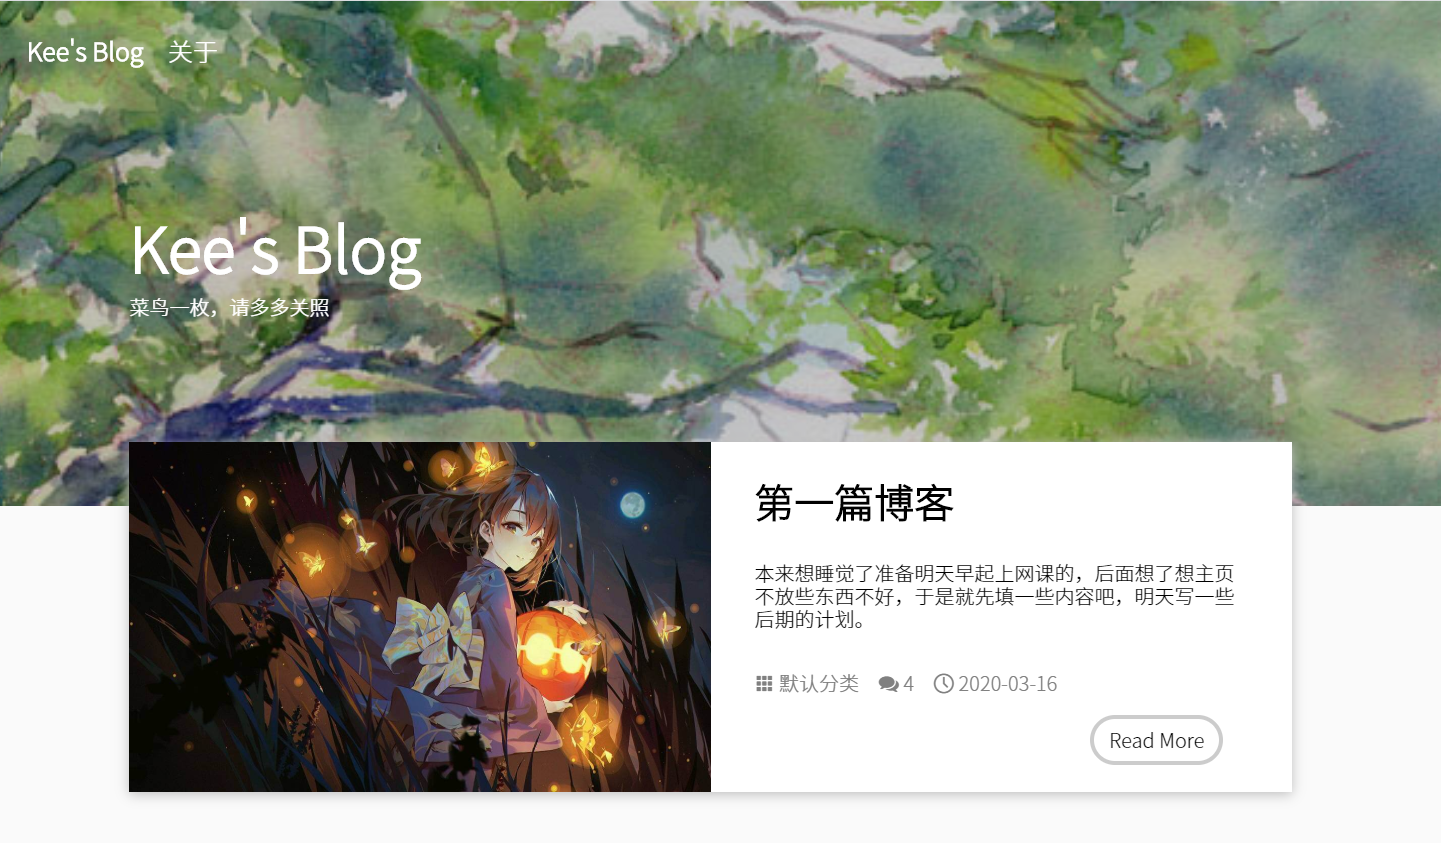 Kee's Blog 关于
Kee's Blog
菜鸟一枚，请多多关照
第一篇博客
本来想睡觉了准备明天早起上网课的，后面想了想主页
不放些东西不好，于是就先填一些内容吧，明天写一些
后期的计划。
默认分类 4 2020-03-16
Read More